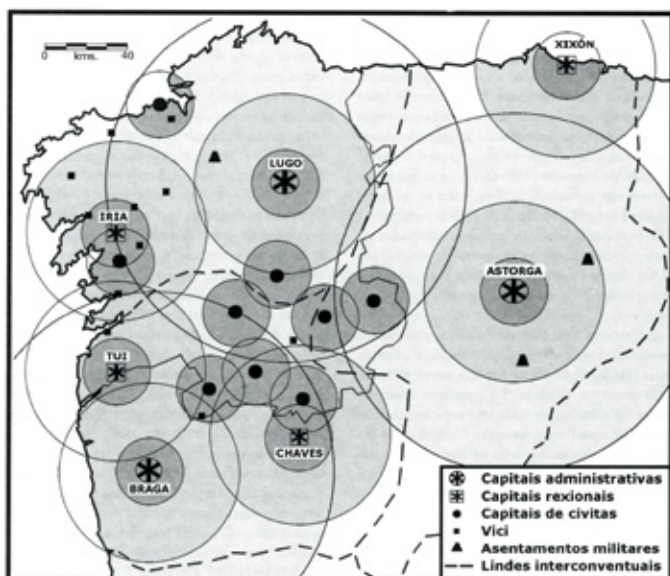 XIXÓN
0 kms. 40
LUGO
IRIA
ASTORGA
TUI
CHAVES
BRAGA
Capitais administrativas
Capitais rexionais
Capitais de civitas
Vici
Asentamentos militares
Lindes interconventuais